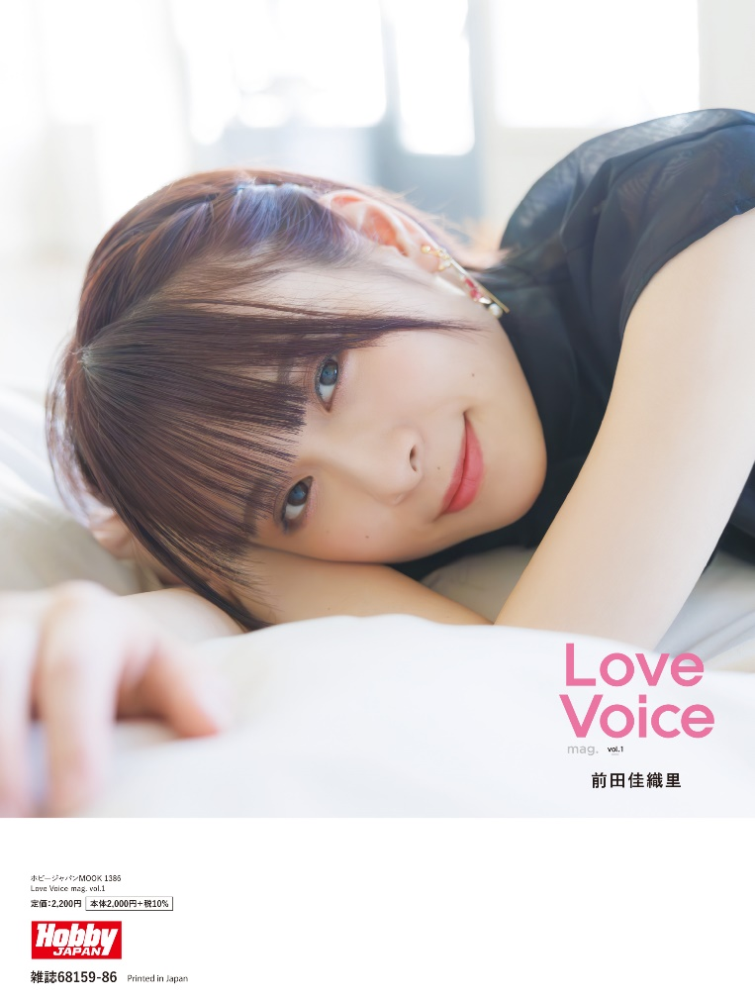 Love
Voice
mag. vol.1
前田佳織里
ホビージャパンMOOK 1386
Love Voice mag. vol.1
定価：2,200円 本体2,000円＋税10%
Hobby
JAPAN
雑誌68159-86 Printed in Japan